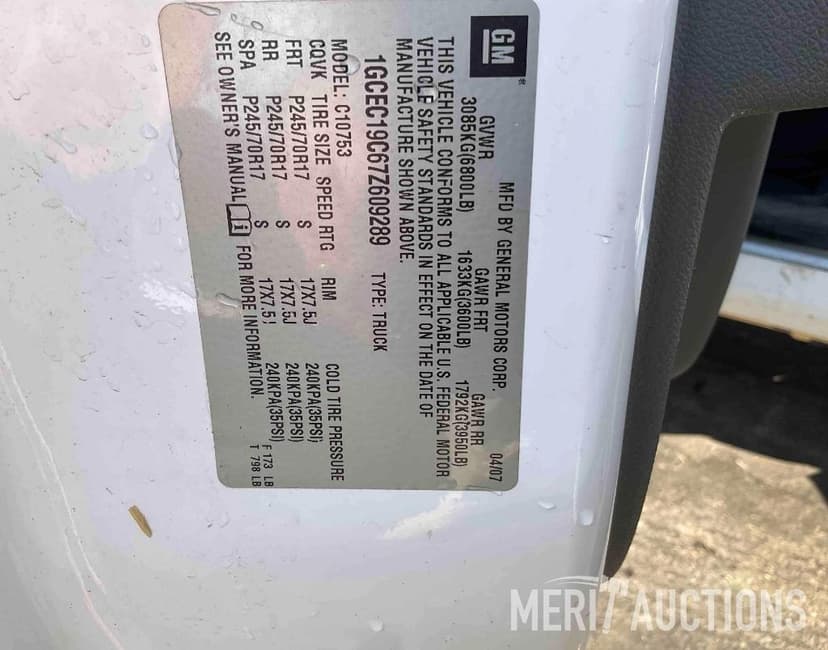 GM
MFD BY GENERAL MOTORS CORP. 04/07
GVWR GAWR FRT GAWR RR
3085KG(6800LB) 1633KG(3600LB) 1792KG(3950LB)
THIS VEHICLE CONFORMS TO ALL APPLICABLE U.S. FEDERAL MOTOR
VEHICLE SAFETY STANDARDS IN EFFECT ON THE DATE OF
MANUFACTURE SHOWN ABOVE.
1GCEC19C67Z609289 TYPE: TRUCK
MODEL: C10753
CQVK TIRE SIZE SPEED RTG RIM COLD TIRE PRESSURE
FRT P245/70R17 S 17X7.5J 240KPA(35PSI)
RR P245/70R17 S 17X7.5J 240KPA(35PSI)
SPA P245/70R17 S 17X7.5J 240KPA(35PSI)
SEE OWNER'S MANUAL FOR MORE INFORMATION.
F 173 LB
T 798 LB
MERIT AUCTIONS